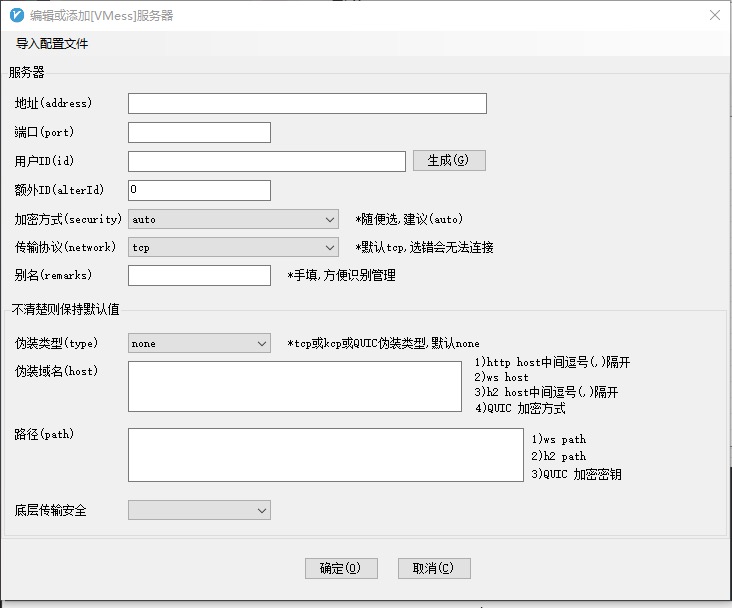 编辑或添加[VMess]服务器
导入配置文件
服务器
地址(address)
端口(port)
用户ID(id) 生成(G)
额外ID(alterId) 0
加密方式(security) auto *随便选,建议(auto)
传输协议(network) tcp *默认tcp,选错会无法连接
别名(remarks) *手填,方便识别管理
不清楚则保持默认值
伪装类型(type) none *tcp或kcp或QUIC伪装类型,默认none
伪装域名(host)
1)http host中间逗号(,)隔开
2)ws host
3)h2 host中间逗号(,)隔开
4)QUIC 加密方式
路径(path)
1)ws path
2)h2 path
3)QUIC 加密密钥
底层传输安全
确定(O) 取消(C)